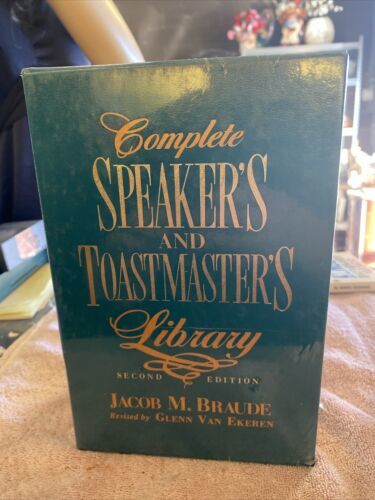 Complete
SPEAKER'S
AND
TOASTMASTER'S
Library
SECOND EDITION
JACOB M. BRAUDE
Revised by GLENN VAN EKEREN